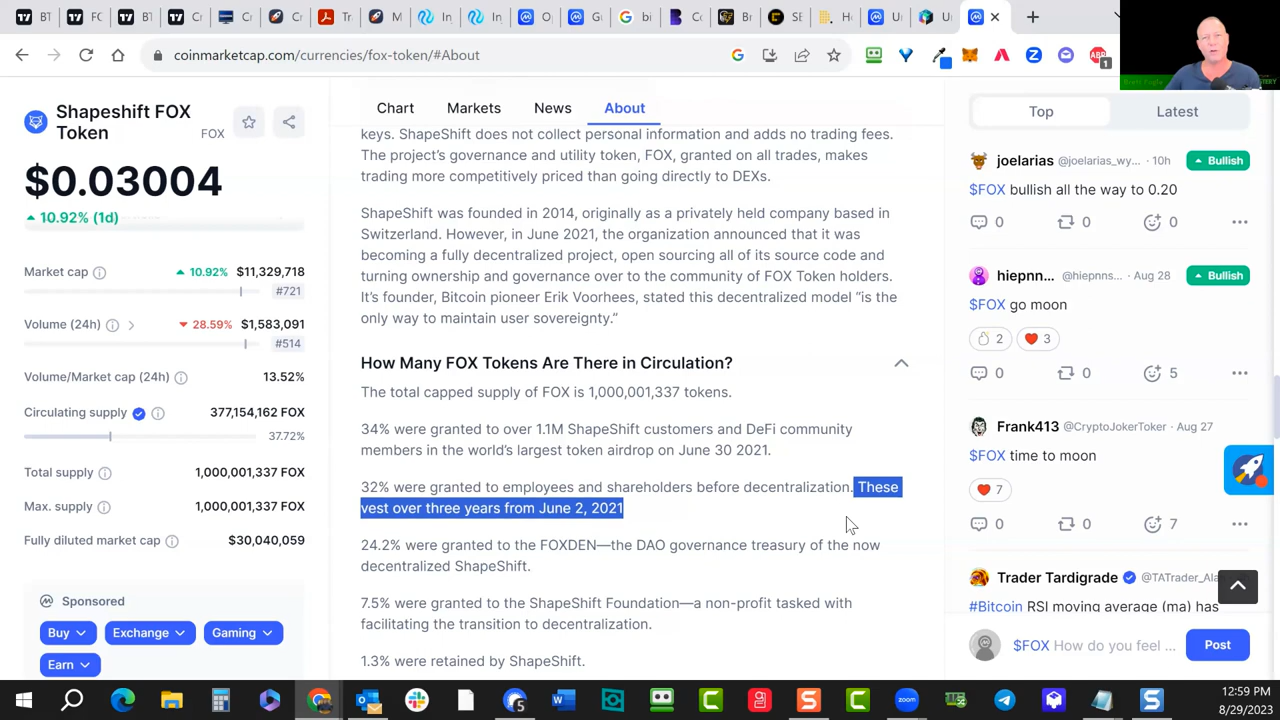 BT
FC
BT
Cr
C
Cr
Tr
M
In
In
O
G
bi
C
B
SE
H
U
U
coinmarketcap.com/currencies/fox-token/#About
1
Shapeshift FOX
Token
FOX
$0.03004
10.92% (1d)
Market cap
10.92%
$11,329,718
#721
Volume (24h)
28.59%
$1,583,091
#514
Volume/Market cap (24h)
13.52%
Circulating supply
377,154,162 FOX
37.72%
Total supply
1,000,001,337 FOX
Max. supply
1,000,001,337 FOX
Fully diluted market cap
$30,040,059
Sponsored
Buy
Exchange
Gaming
Earn
Chart
Markets
News
About
keys. ShapeShift does not collect personal information and adds no trading fees.
The project's governance and utility token, FOX, granted on all trades, makes
trading more competitively priced than going directly to DEXs.
ShapeShift was founded in 2014, originally as a privately held company based in
Switzerland. However, in June 2021, the organization announced that it was
becoming a fully decentralized project, open sourcing all of its source code and
turning ownership and governance over to the community of FOX Token holders.
It's founder, Bitcoin pioneer Erik Voorhees, stated this decentralized model “is the
only way to maintain user sovereignty.”
How Many FOX Tokens Are There in Circulation?
The total capped supply of FOX is 1,000,001,337 tokens.
34% were granted to over 1.1M ShapeShift customers and DeFi community
members in the world's largest token airdrop on June 30 2021.
32% were granted to employees and shareholders before decentralization. These
vest over three years from June 2, 2021
24.2% were granted to the FOXDEN—the DAO governance treasury of the now
decentralized ShapeShift.
7.5% were granted to the ShapeShift Foundation—a non-profit tasked with
facilitating the transition to decentralization.
1.3% were retained by ShapeShift.
Top
Latest
joelarias @joelarias_wy... · 10h
Bullish
$FOX bullish all the way to 0.20
0
0
0
hiepnn... @hiepnns... · Aug 28
Bullish
$FOX go moon
2
3
0
0
5
Frank413 @CryptoJokerToker · Aug 27
$FOX time to moon
7
0
0
7
Trader Tardigrade
#Bitcoin RSI moving average (ma) has
$FOX How do you feel ...
Post
12:59 PM
8/29/2023